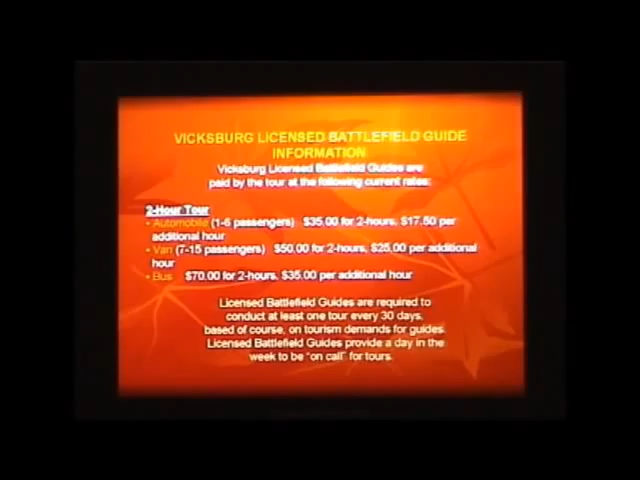 VICKSBURG LICENSED BATTLEFIELD GUIDE
INFORMATION
Vicksburg Licensed Battlefield Guides are
paid by the tour at the following current rates:
2-Hour Tour
• Automobile (1-6 passengers)   $35.00 for 2-hours, $17.50 per
additional hour
• Van (7-15 passengers)   $50.00 for 2-hours, $25.00 per additional
hour
• Bus   $70.00 for 2-hours, $35.00 per additional hour
Licensed Battlefield Guides are required to
conduct at least one tour every 30 days,
based of course, on tourism demands for guides.
Licensed Battlefield Guides provide a day in the
week to be "on call" for tours.